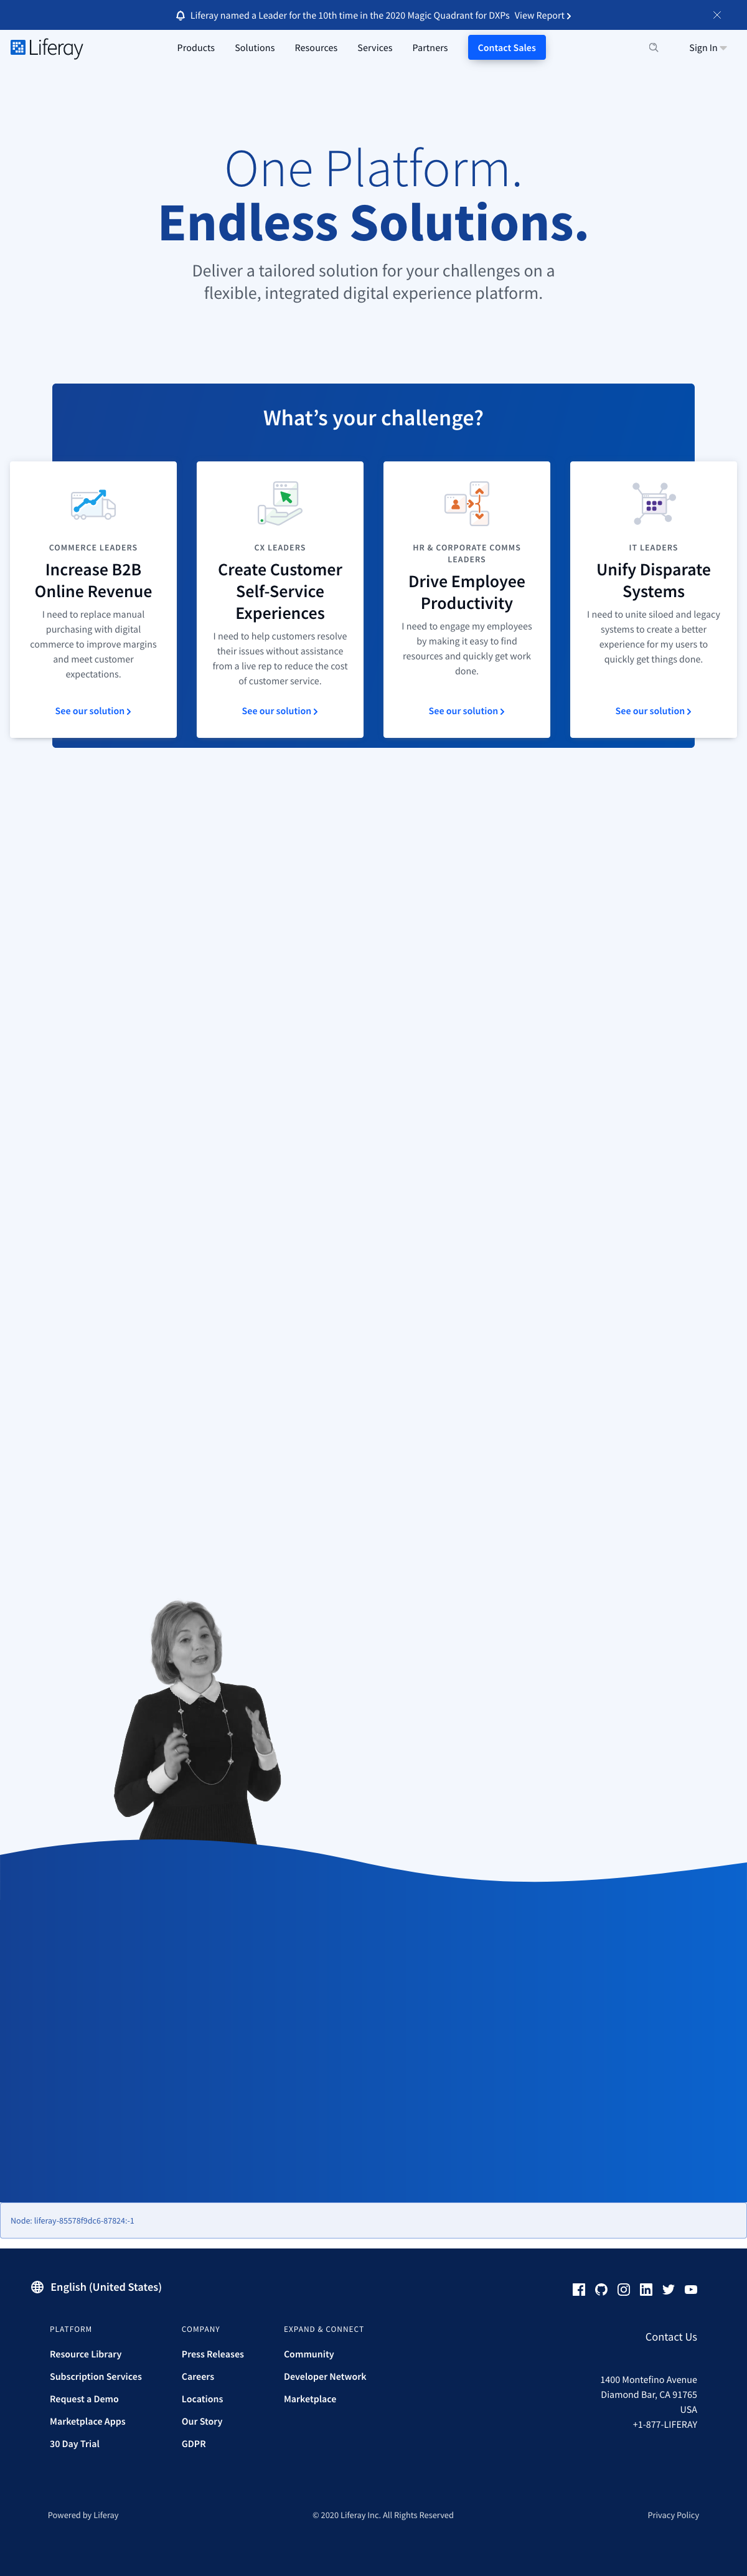 Liferay named a Leader for the 10th time in the 2020 Magic Quadrant for DXPs View Report
Liferay
Products
Solutions
Resources
Services
Partners
Contact Sales
Sign In
One Platform.
Endless Solutions.
Deliver a tailored solution for your challenges on a
flexible, integrated digital experience platform.
What’s your challenge?
COMMERCE LEADERS
Increase B2B
Online Revenue
I need to replace manual
purchasing with digital
commerce to improve margins
and meet customer
expectations.
See our solution
CX LEADERS
Create Customer
Self-Service
Experiences
I need to help customers resolve
their issues without assistance
from a live rep to reduce the cost
of customer service.
See our solution
HR & CORPORATE COMMS
LEADERS
Drive Employee
Productivity
I need to engage my employees
by making it easy to find
resources and quickly get work
done.
See our solution
IT LEADERS
Unify Disparate
Systems
I need to unite siloed and legacy
systems to create a better
experience for my users to
quickly get things done.
See our solution
Node: liferay-85578f9dc6-87824:-1
English (United States)
PLATFORM
Resource Library
Subscription Services
Request a Demo
Marketplace Apps
30 Day Trial
COMPANY
Press Releases
Careers
Locations
Our Story
GDPR
EXPAND & CONNECT
Community
Developer Network
Marketplace
Contact Us
1400 Montefino Avenue
Diamond Bar, CA 91765
USA
+1-877-LIFERAY
Powered by Liferay
© 2020 Liferay Inc. All Rights Reserved
Privacy Policy